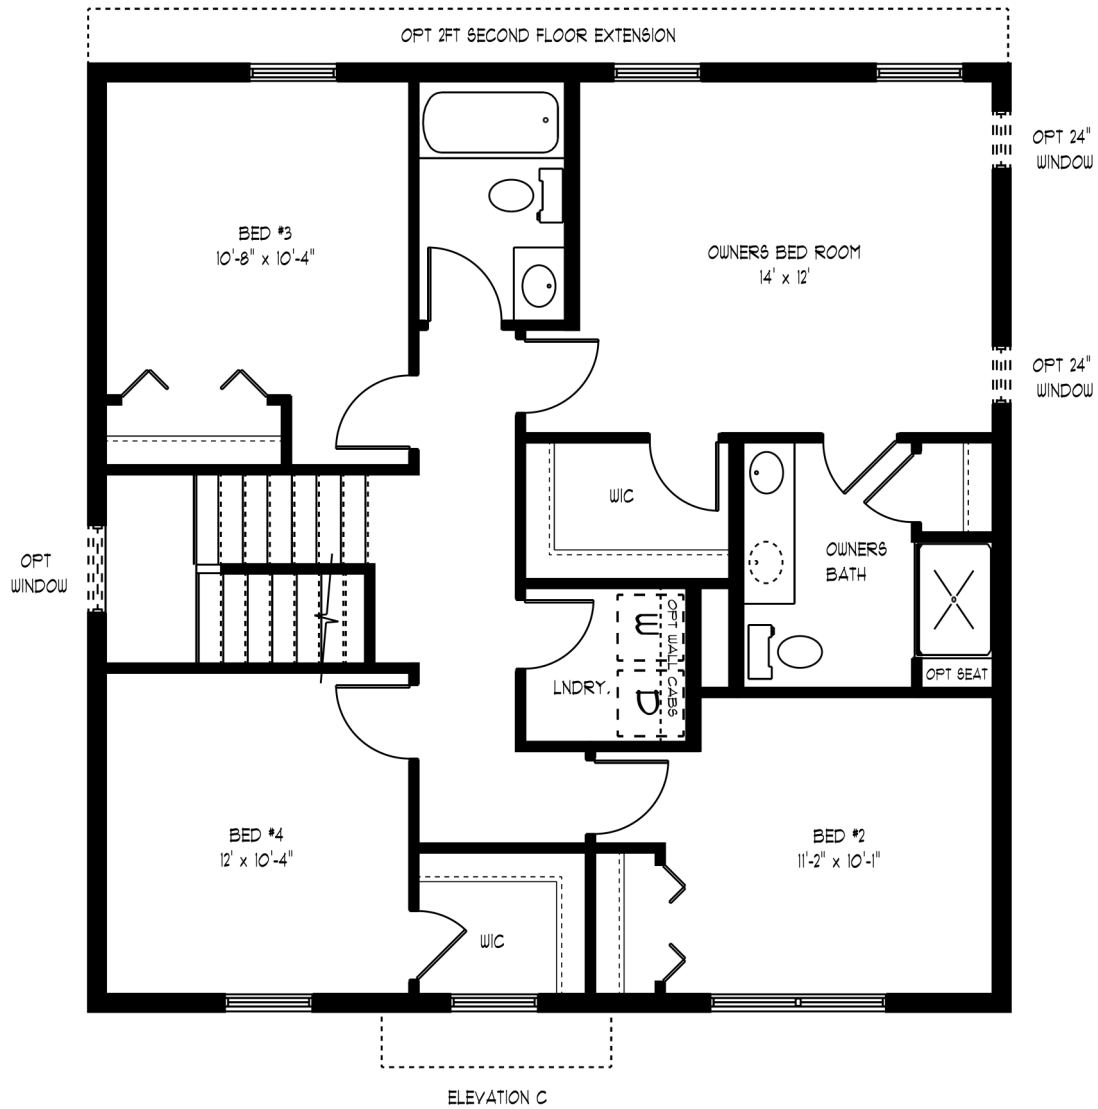 OPT 2FT SECOND FLOOR EXTENSION
OPT 24"
WINDOW
BED #3
10'-8" x 10'-4"
OWNERS BED ROOM
14' x 12'
OPT 24"
WINDOW
WIC
OPT
WINDOW
OWNERS
BATH
W
OPT WALL CABS
D
LNDRY.
OPT SEAT
BED #4
12' x 10'-4"
BED #2
11'-2" x 10'-1"
WIC
ELEVATION C